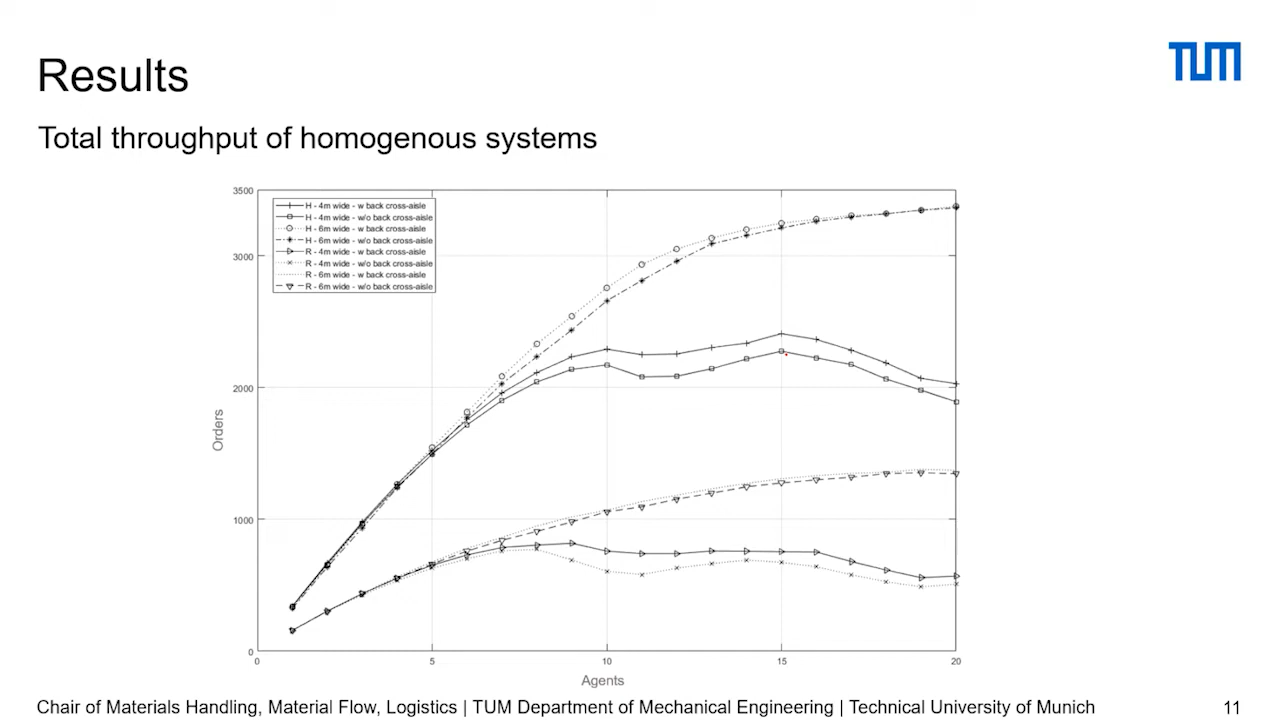 TUM
Results
Total throughput of homogenous systems
3500
3000
2000
1000
0
H - 4m wide - w back cross-aisle
H - 4m wide - w/o back cross-aisle
H - 6m wide - w back cross-aisle
H - 6m wide - w/o back cross-aisle
R - 4m wide - w back cross-aisle
R - 4m wide - w/o back cross-aisle
R - 6m wide - w back cross-aisle
R - 6m wide - w/o back cross-aisle
Orders
0 5 10 15 20
Agents
Chair of Materials Handling, Material Flow, Logistics | TUM Department of Mechanical Engineering | Technical University of Munich 11